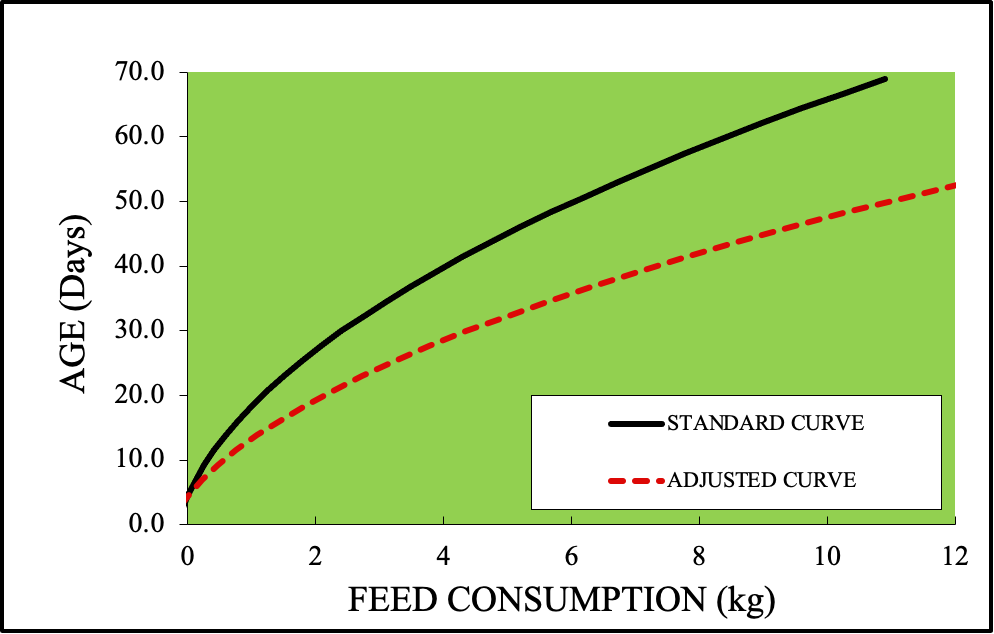 70.0
60.0
50.0
40.0
30.0
20.0
10.0
0.0
AGE (Days)
STANDARD CURVE
ADJUSTED CURVE
0 2 4 6 8 10 12
FEED CONSUMPTION (kg)